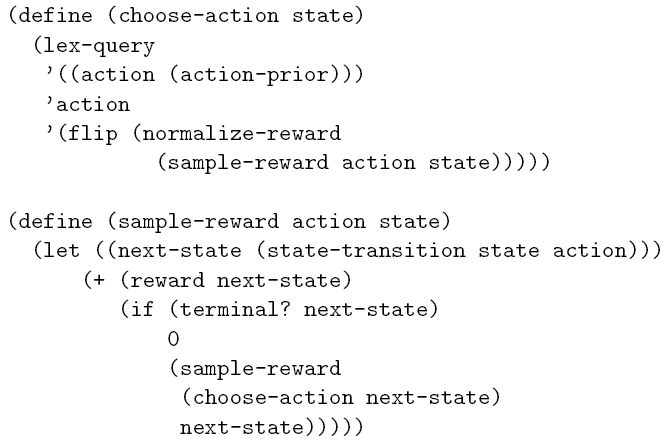 (define (choose-action state)
(lex-query
'((action (action-prior)))
'action
'(flip (normalize-reward
(sample-reward action state)))))
(define (sample-reward action state)
(let ((next-state (state-transition state action)))
(+ (reward next-state)
(if (terminal? next-state)
0
(sample-reward
(choose-action next-state)
next-state)))))